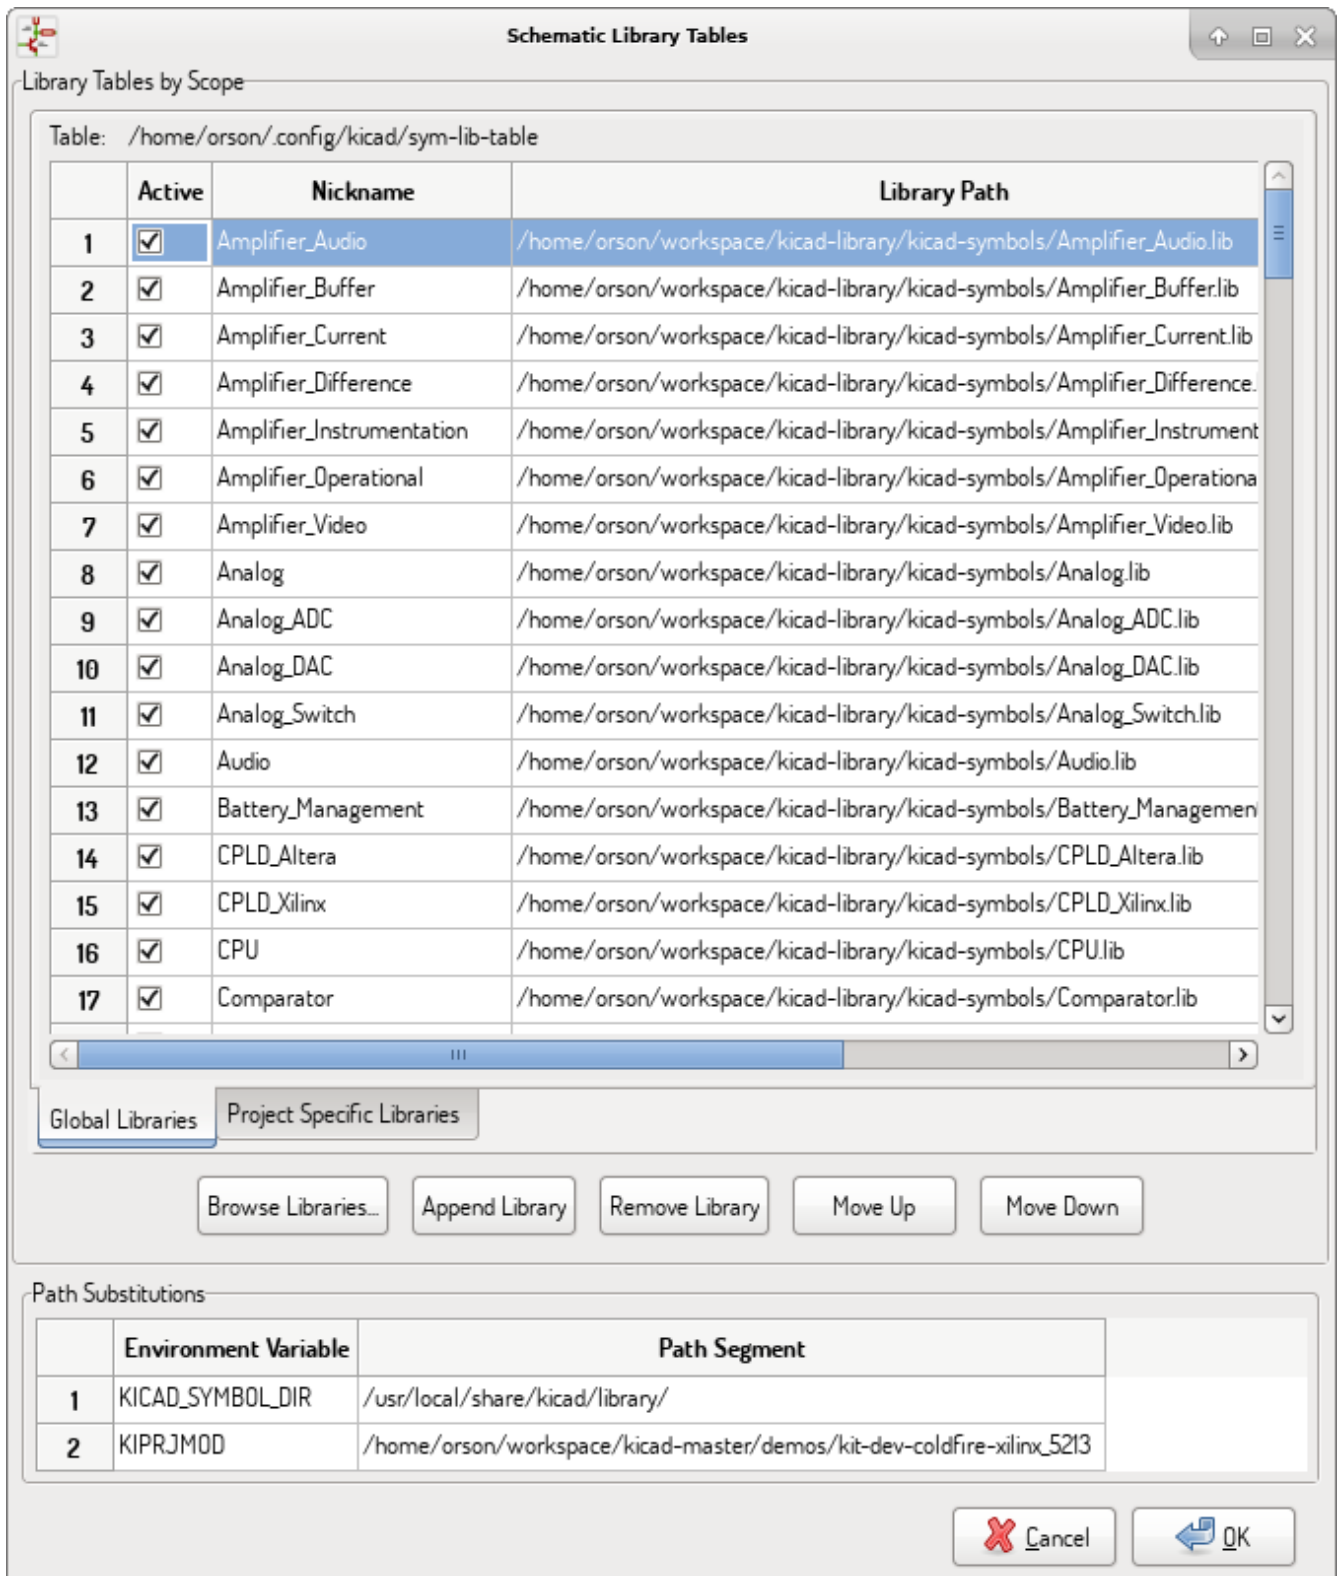 Schematic Library Tables
Library Tables by Scope
Table: /home/orson/.config/kicad/sym-lib-table
Active Nickname Library Path
1 Amplifier_Audio /home/orson/workspace/kicad-library/kicad-symbols/Amplifier_Audio.lib
2 Amplifier_Buffer /home/orson/workspace/kicad-library/kicad-symbols/Amplifier_Buffer.lib
3 Amplifier_Current /home/orson/workspace/kicad-library/kicad-symbols/Amplifier_Current.lib
4 Amplifier_Difference /home/orson/workspace/kicad-library/kicad-symbols/Amplifier_Difference.
5 Amplifier_Instrumentation /home/orson/workspace/kicad-library/kicad-symbols/Amplifier_Instrument
6 Amplifier_Operational /home/orson/workspace/kicad-library/kicad-symbols/Amplifier_Operationa
7 Amplifier_Video /home/orson/workspace/kicad-library/kicad-symbols/Amplifier_Video.lib
8 Analog /home/orson/workspace/kicad-library/kicad-symbols/Analog.lib
9 Analog_ADC /home/orson/workspace/kicad-library/kicad-symbols/Analog_ADC.lib
10 Analog_DAC /home/orson/workspace/kicad-library/kicad-symbols/Analog_DAC.lib
11 Analog_Switch /home/orson/workspace/kicad-library/kicad-symbols/Analog_Switch.lib
12 Audio /home/orson/workspace/kicad-library/kicad-symbols/Audio.lib
13 Battery_Management /home/orson/workspace/kicad-library/kicad-symbols/Battery_Management
14 CPLD_Altera /home/orson/workspace/kicad-library/kicad-symbols/CPLD_Altera.lib
15 CPLD_Xilinx /home/orson/workspace/kicad-library/kicad-symbols/CPLD_Xilinx.lib
16 CPU /home/orson/workspace/kicad-library/kicad-symbols/CPU.lib
17 Comparator /home/orson/workspace/kicad-library/kicad-symbols/Comparator.lib
Global Libraries Project Specific Libraries
Browse Libraries... Append Library Remove Library Move Up Move Down
Path Substitutions
Environment Variable Path Segment
1 KICAD_SYMBOL_DIR /usr/local/share/kicad/library/
2 KIPRJMOD /home/orson/workspace/kicad-master/demos/kit-dev-coldfire-xilinx_5213
Cancel OK